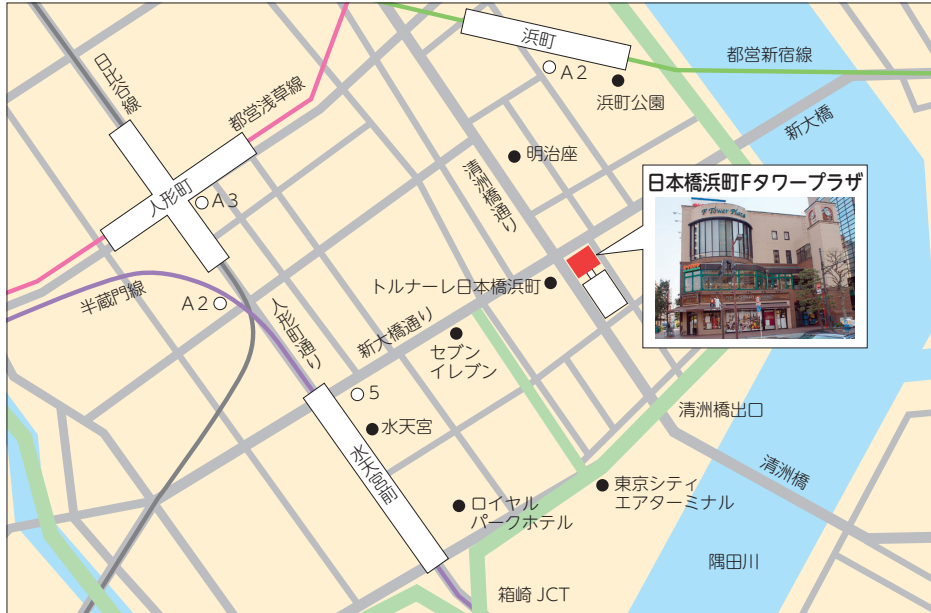 浜町
都営新宿線
A2
浜町公園
日比谷線
都営浅草線
新大橋
明治座
清洲橋通り
日本橋浜町Fタワープラザ
F Tower Plaza
人形町
A3
トルナーレ日本橋浜町
半蔵門線
A2
人形町通り
新大橋通り
セブン
イレブン
5
水天宮
清洲橋出口
水天宮前
清洲橋
東京シティ
エアターミナル
ロイヤル
パークホテル
隅田川
箱崎 JCT